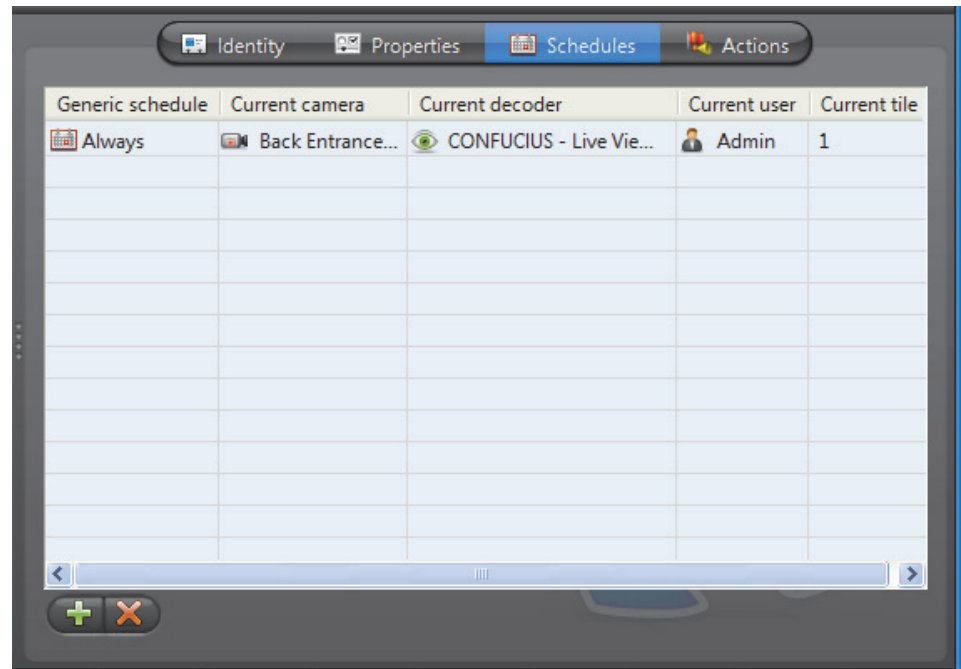 Identity Properties Schedules Actions
Generic schedule Current camera Current decoder Current user Current tile
Always Back Entrance... CONFUCIUS - Live Vie... Admin 1